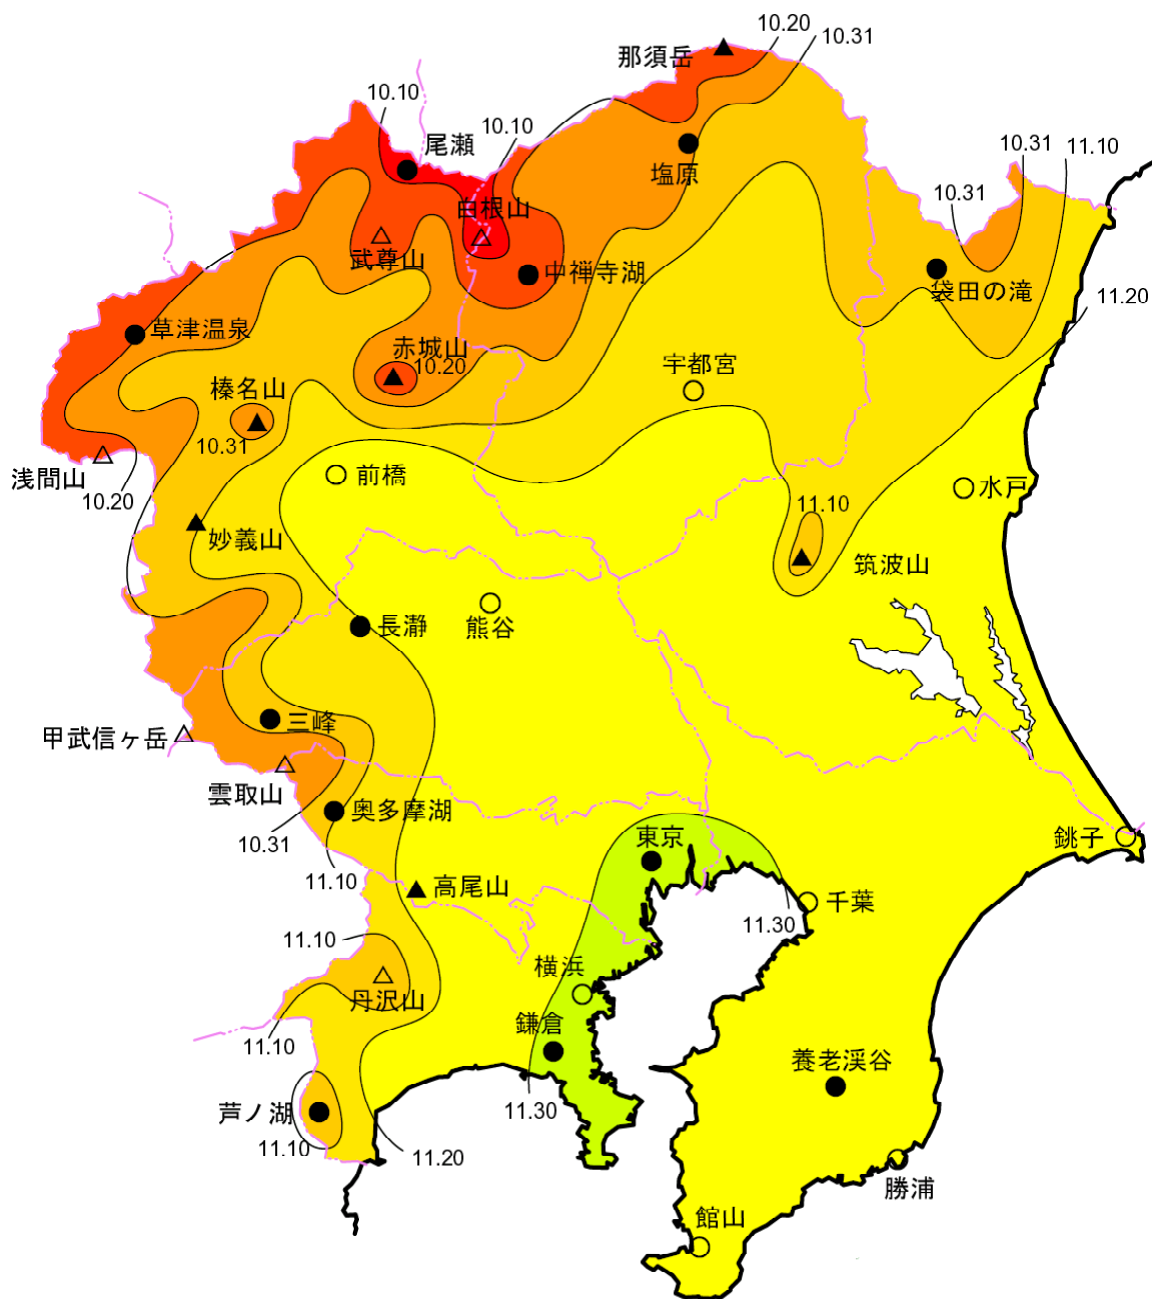 10.20
10.31
那須岳
10.10
10.10
尾瀬
塩原
10.31
11.10
10.31
白根山
武尊山
中禅寺湖
袋田の滝
11.20
草津温泉
赤城山
10.20
宇都宮
榛名山
10.31
浅間山
10.20
前橋
水戸
11.10
妙義山
筑波山
長瀞
熊谷
三峰
甲武信ヶ岳
雲取山
奥多摩湖
10.31
東京
銚子
11.10
高尾山
千葉
11.30
11.10
横浜
丹沢山
鎌倉
11.10
養老渓谷
芦ノ湖
11.30
11.10
11.20
勝浦
館山